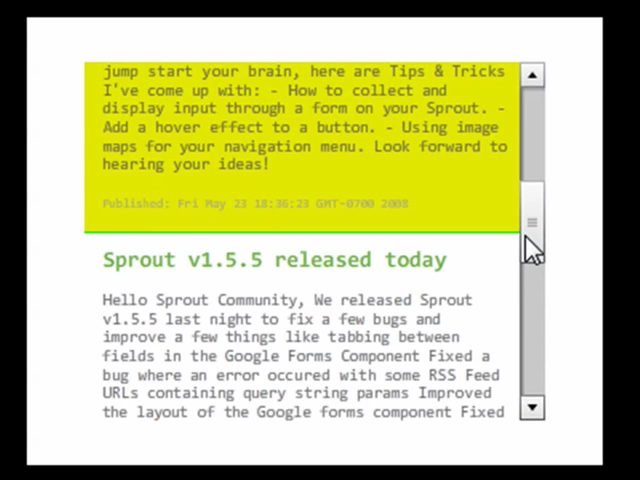 jump start your brain, here are Tips & Tricks
I've come up with: - How to collect and
display input through a form on your Sprout. -
Add a hover effect to a button. - Using image
maps for your navigation menu. Look forward to
hearing your ideas!
Published: Fri May 23 18:36:23 GMT-0700 2008
Sprout v1.5.5 released today
Hello Sprout Community, We released Sprout
v1.5.5 last night to fix a few bugs and
improve a few things like tabbing between
fields in the Google Forms Component Fixed a
bug where an error occured with some RSS Feed
URLs containing query string params Improved
the layout of the Google forms component Fixed